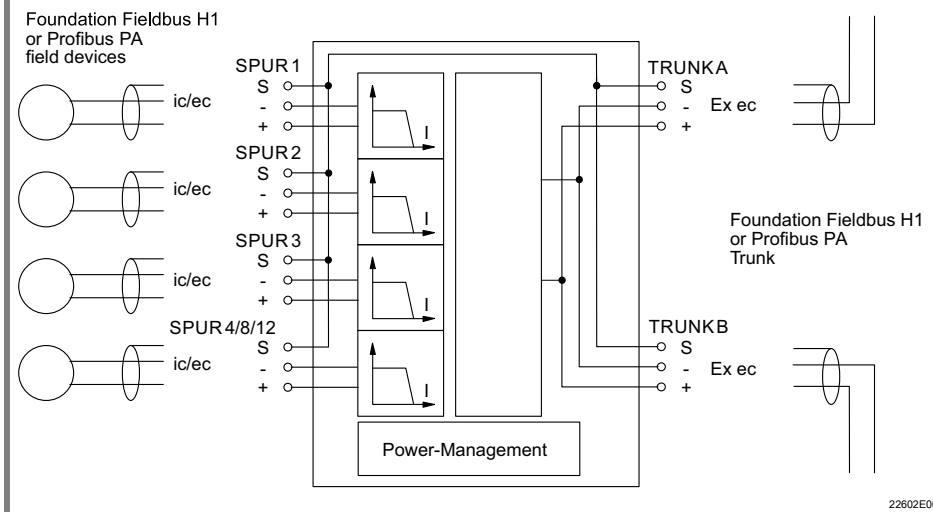 Foundation Fieldbus H1
or Profibus PA
field devices
ic/ec
SPUR 1
S
-
+
I
ic/ec
SPUR 2
S
-
+
I
ic/ec
SPUR 3
S
-
+
I
ic/ec
SPUR 4/8/12
S
-
+
I
Power-Management
TRUNK A
S
-
+
Ex ec
Foundation Fieldbus H1
or Profibus PA
Trunk
TRUNK B
S
-
+
Ex ec